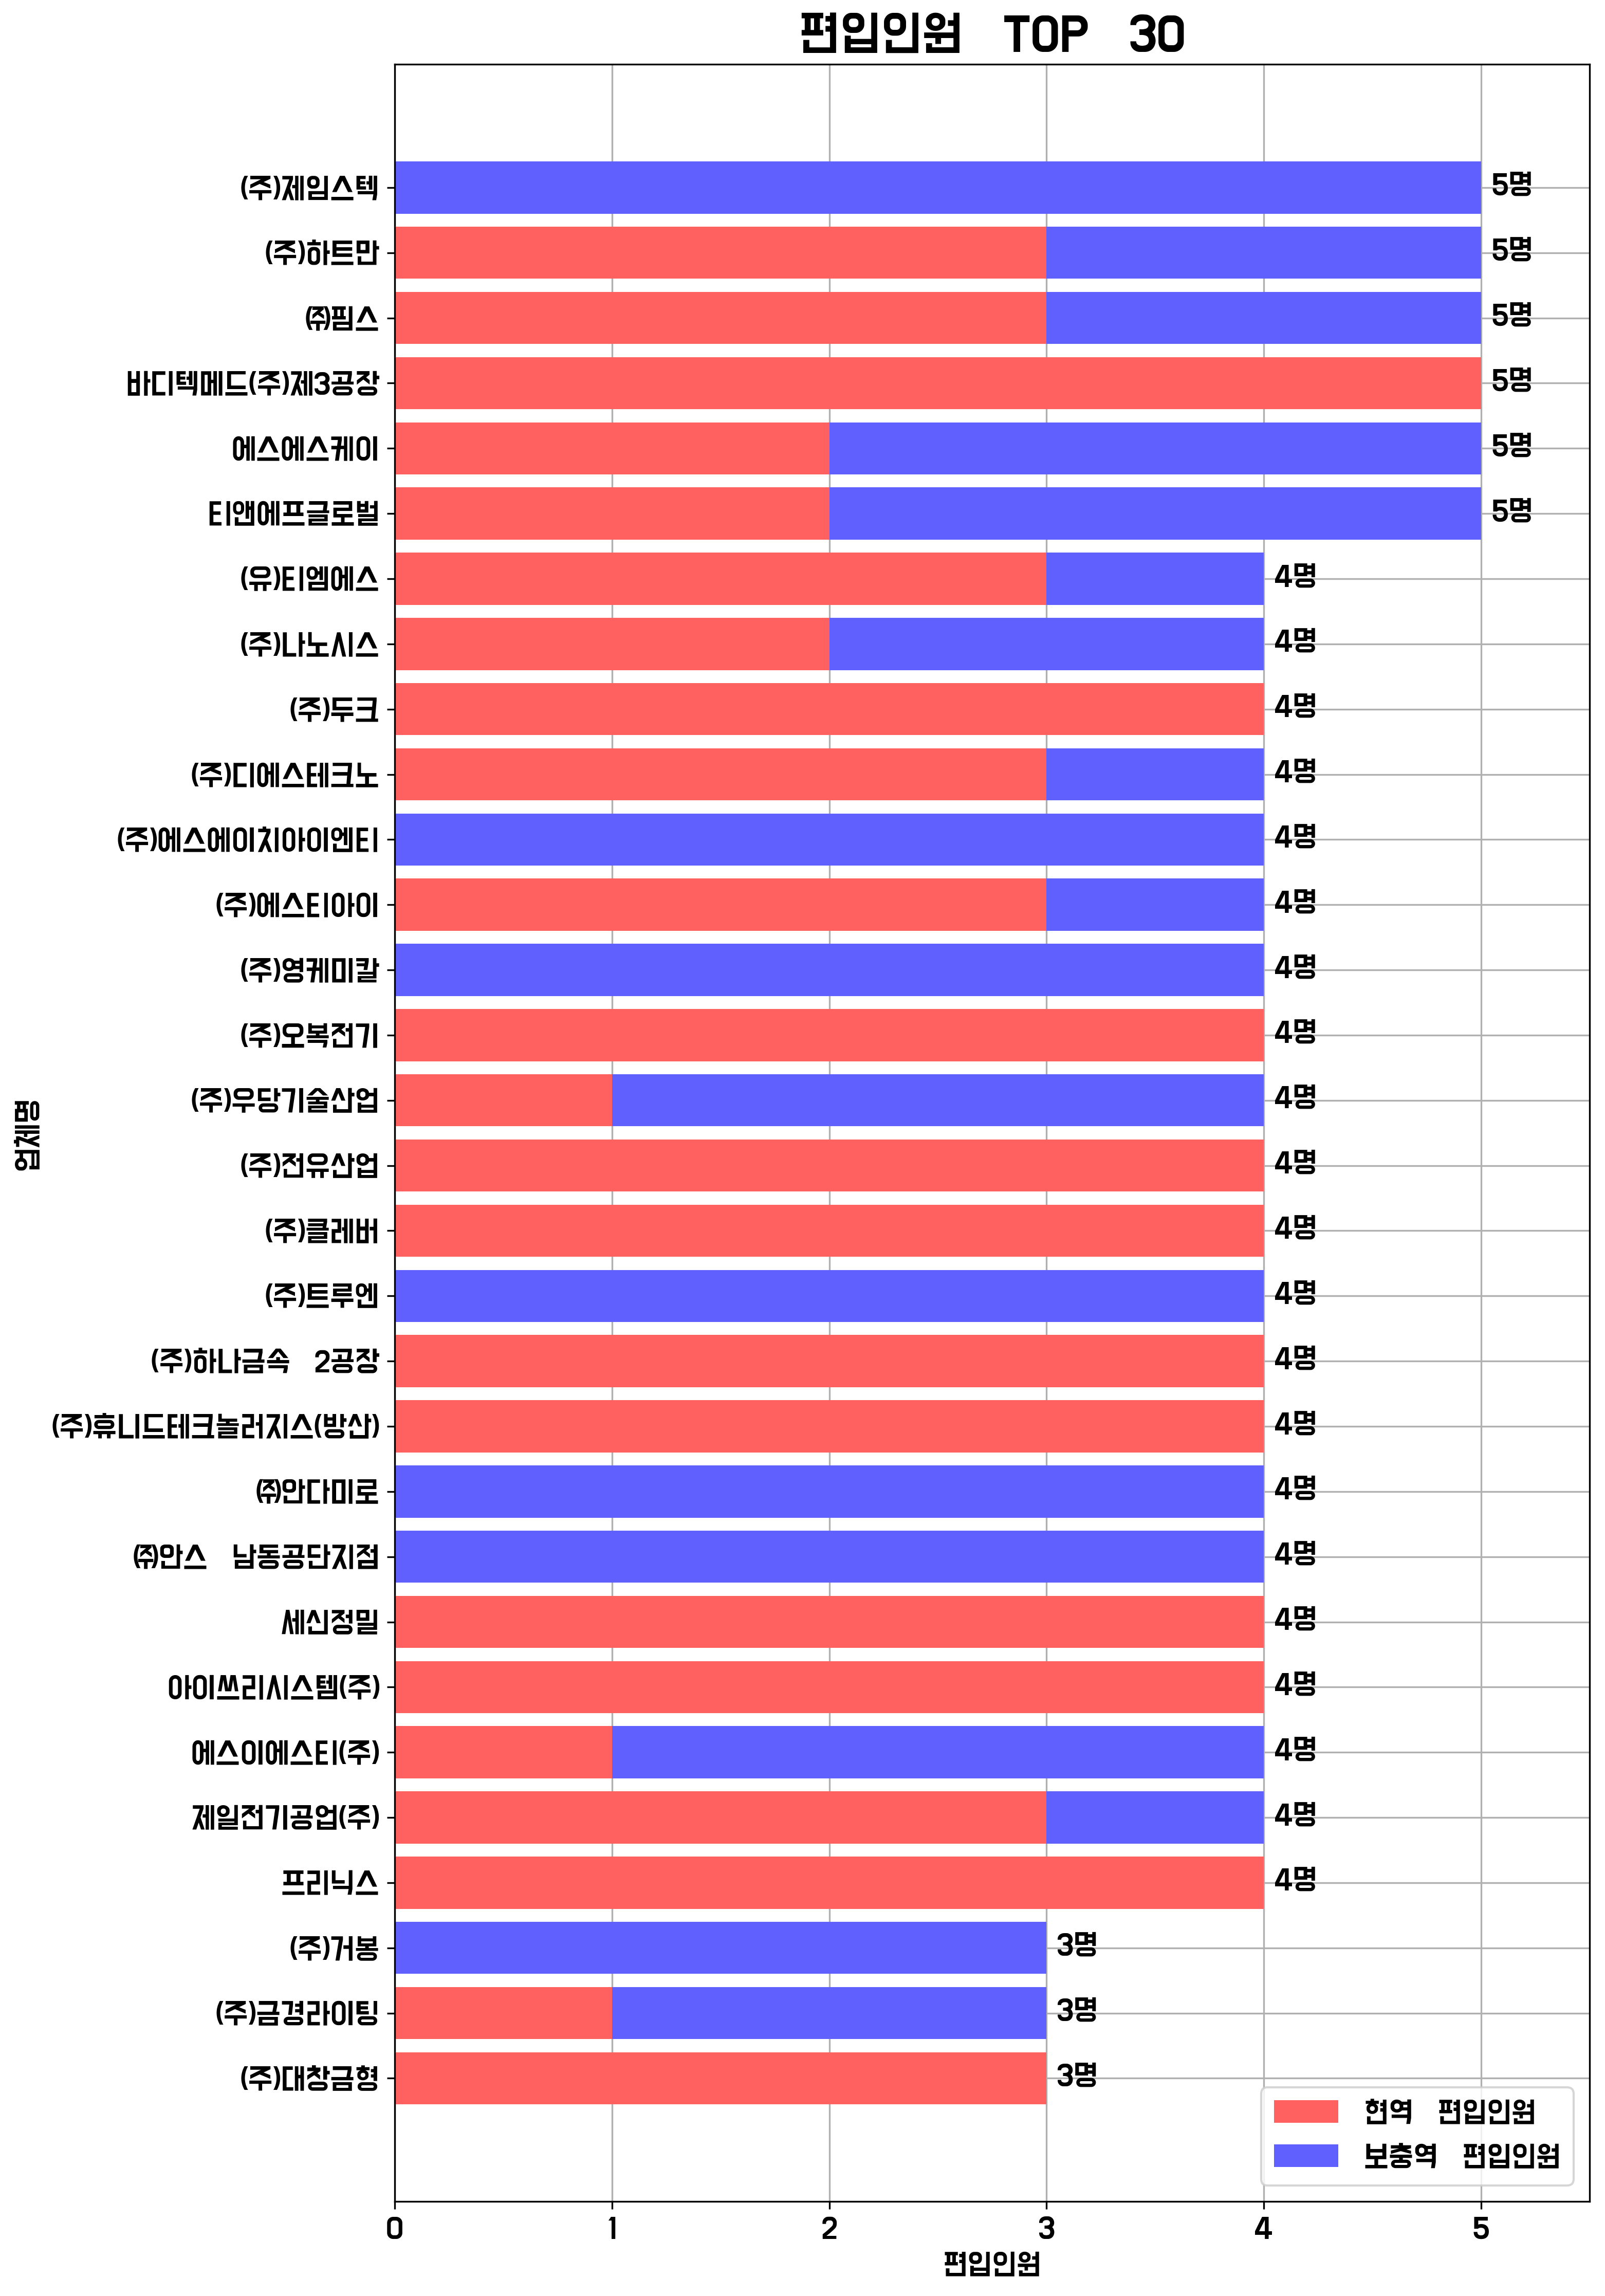 편입인원 TOP 30
(주)제임스텍
5명
(주)하트만
5명
㈜핌스
5명
바디텍메드(주)제3공장
5명
에스에스케이
5명
티앤에프글로벌
5명
(유)티엠에스
4명
(주)나노시스
4명
(주)두크
4명
(주)디에스테크노
4명
(주)에스에이치아이엔티
4명
(주)에스티아이
4명
(주)영케미칼
4명
(주)오복전기
4명
(주)우당기술산업
4명
(주)전유산업
4명
(주)클레버
4명
(주)트루엔
4명
(주)하나금속 2공장
4명
(주)휴니드테크놀러지스(방산)
4명
㈜안다미로
4명
㈜안스 남동공단지점
4명
세신정밀
4명
아이쓰리시스템(주)
4명
에스이에스티(주)
4명
제일전기공업(주)
4명
프리닉스
4명
(주)거봉
3명
(주)금경라이팅
3명
(주)대창금형
3명
업체명
현역 편입인원
보충역 편입인원
0 1 2 3 4 5
편입인원